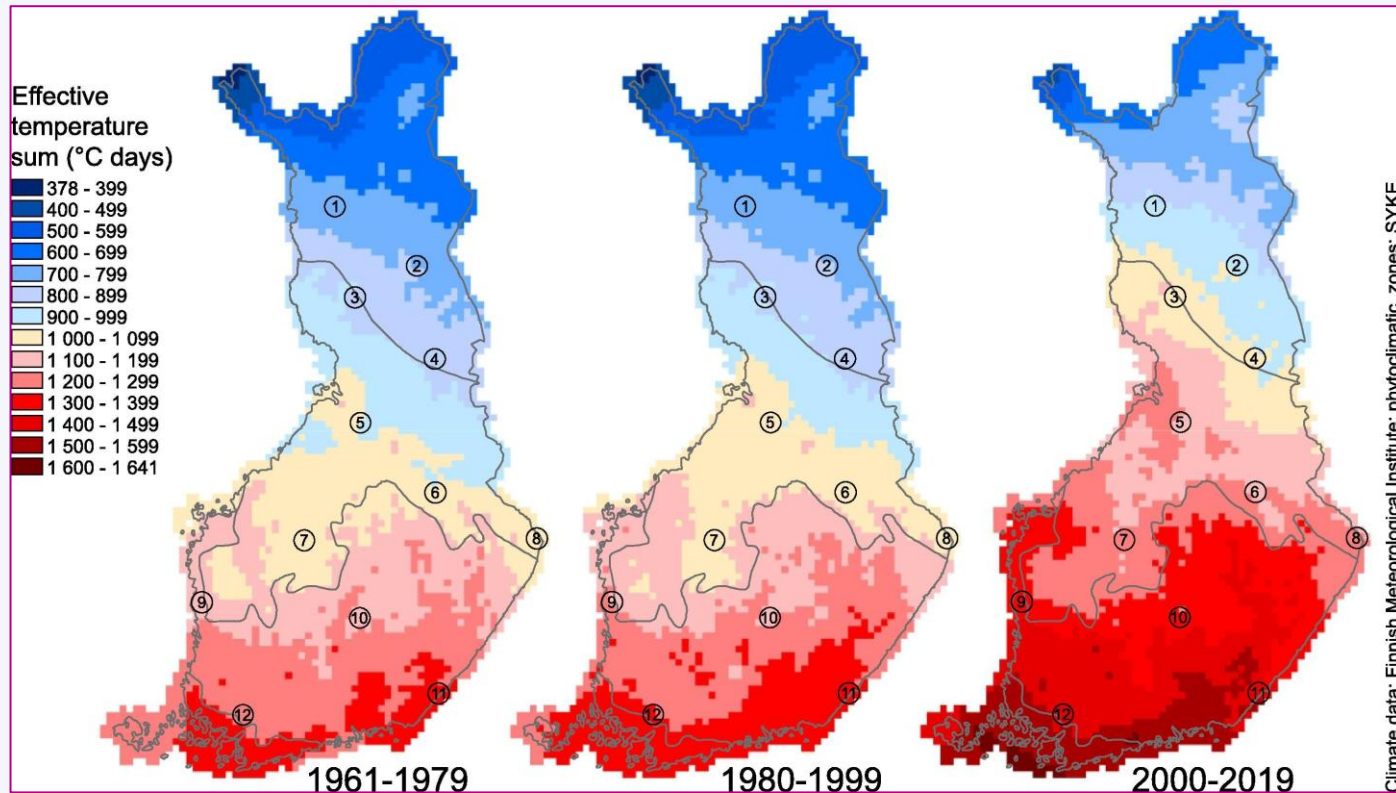 Effective
temperature
sum (°C days)
378 - 399
400 - 499
500 - 599
600 - 699
700 - 799
800 - 899
900 - 999
1 000 - 1 099
1 100 - 1 199
1 200 - 1 299
1 300 - 1 399
1 400 - 1 499
1 500 - 1 599
1 600 - 1 641
1
2
3
4
5
6
7
8
9
10
11
12
1961-1979
1
2
3
4
5
6
7
8
9
10
11
12
1980-1999
1
2
3
4
5
6
7
8
9
10
11
12
2000-2019
Climate data: Finnish Meteorological Institute; phytoclimatic zones: SYKE